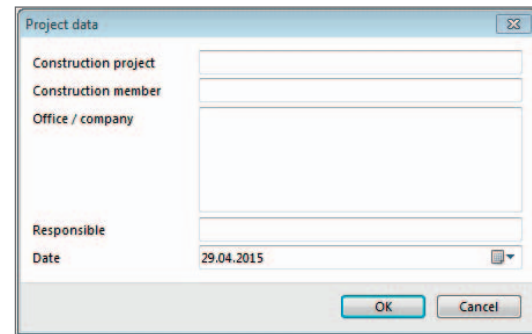 Project data
Construction project
Construction member
Office / company
Responsible
Date 29.04.2015
OK Cancel